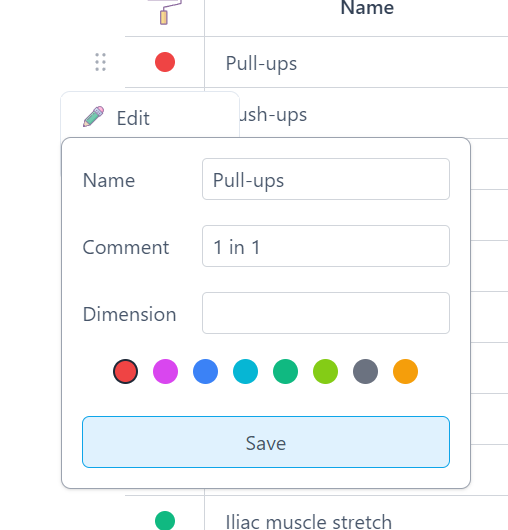 Name
Pull-ups
ush-ups
Edit
Name
Pull-ups
Comment
1 in 1
Dimension
Save
Iliac muscle stretch